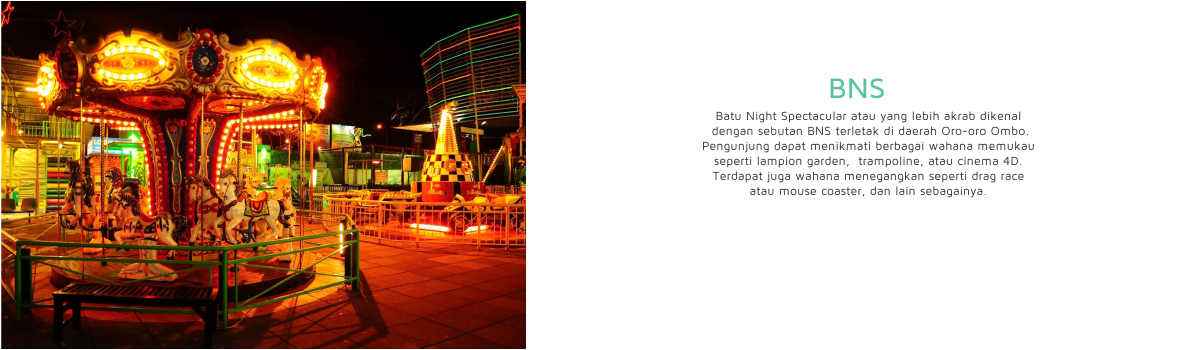 BNS
Batu Night Spectacular atau yang lebih akrab dikenal
dengan sebutan BNS terletak di daerah Oro-oro Ombo.
Pengunjung dapat menikmati berbagai wahana memukau
seperti lampion garden,  trampoline, atau cinema 4D.
Terdapat juga wahana menegangkan seperti drag race
atau mouse coaster, dan lain sebagainya.